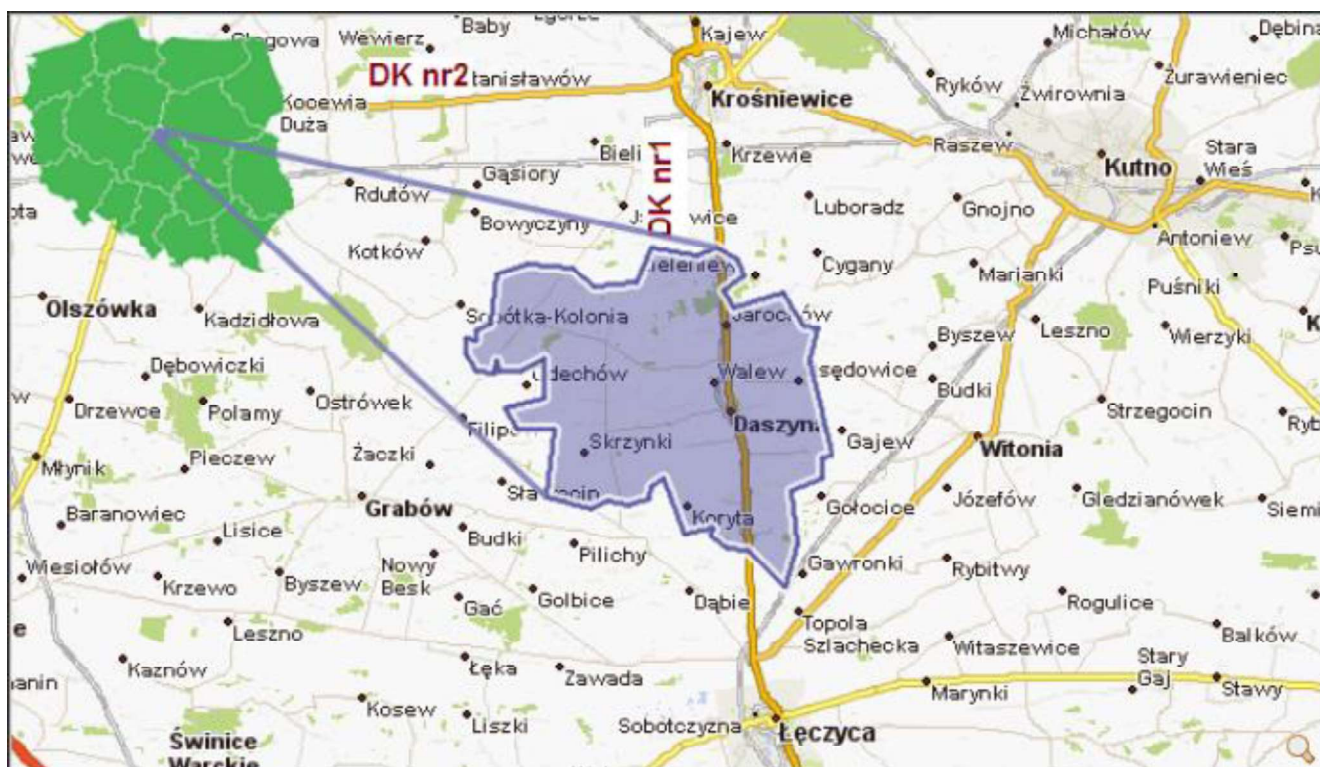 Kajew
Baby
Wewierz
Michałów
Dębina
DK nr2
Ryków
Żurawieniec
Żwirownia
Krośniewice
Kocewia
Duża
DK nr1
Krzewie
Raszew
Stara
Wieś
Kutno
Rdutów
Gąsiory
Bowyczyny
Luboradz
Gnojno
Kotków
Cygany
Antoniew
Marianki
Puśniki
Olszówka
Kadzidłowa
Sobótka-Kolonia
Jarochów
Byszew
Leszno
Wierzyki
Dębowiczki
Walew
Budki
Drzewce
Polamy
Ostrówek
Daszyna
Strzegocin
Skrzynki
Gajew
Witonia
Młynik
Pieczew
Żaczki
Grabów
Józefów
Gledzianówek
Baranowiec
Koryta
Gołocice
Lisice
Budki
Pilichy
Wiesiołów
Krzewo
Byszew
Nowy
Besk
Gawronki
Rybitwy
Gać
Golbice
Dąbie
Rogulice
Leszno
Topola
Szlachecka
Witaszewice
Balków
Kaznów
Łęka
Zawada
Stary
Gaj
Stawy
Marynki
Kosew
Liszki
Sobótczyzna
Łęczyca
Świnice
Warckie